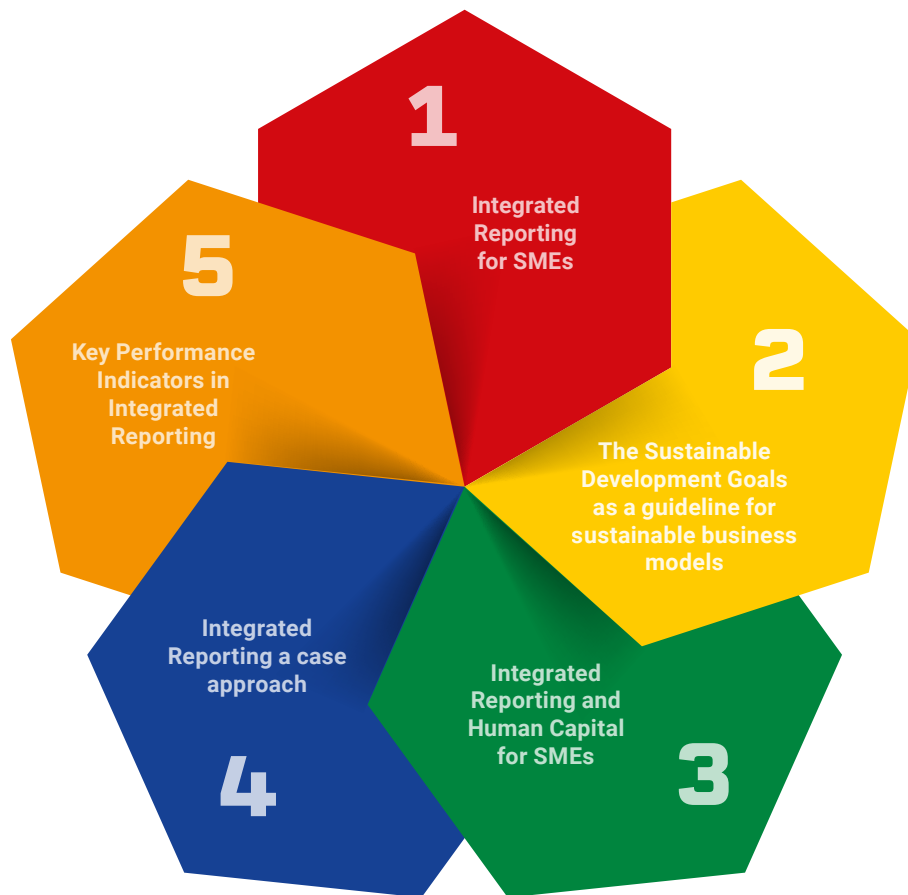 1
Integrated
Reporting
for SMEs
2
The Sustainable
Development Goals
as a guideline for
sustainable business
models
3
Integrated
Reporting and
Human Capital
for SMEs
4
Integrated
Reporting a case
approach
5
Key Performance
Indicators in
Integrated
Reporting